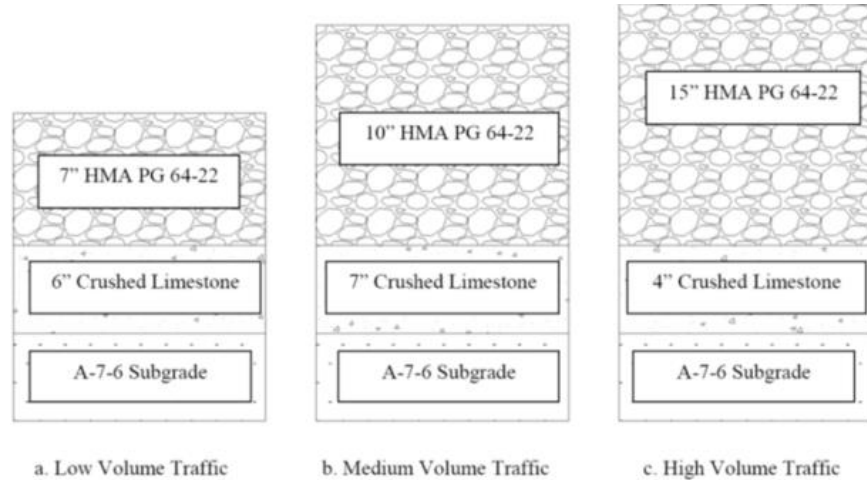 7” HMA PG 64-22
6” Crushed Limestone
A-7-6 Subgrade
a. Low Volume Traffic
10” HMA PG 64-22
7” Crushed Limestone
A-7-6 Subgrade
b. Medium Volume Traffic
15” HMA PG 64-22
4” Crushed Limestone
A-7-6 Subgrade
c. High Volume Traffic